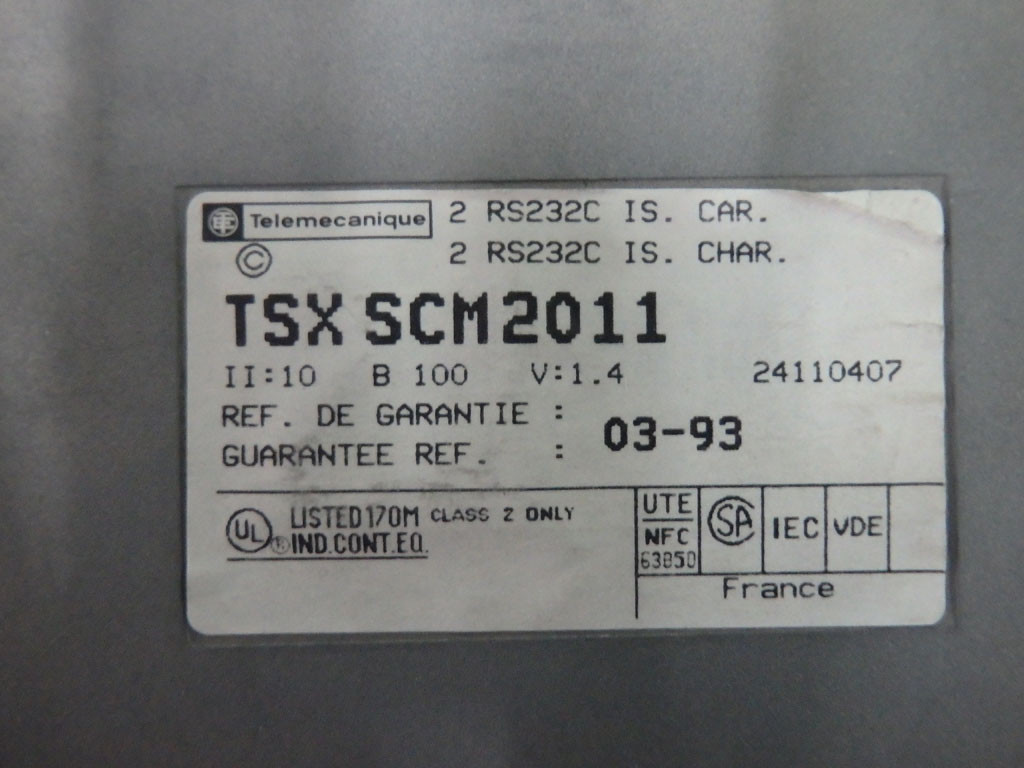 Telemecanique 2 RS232C IS. CAR.
© 2 RS232C IS. CHAR.
TSX SCM2011
II:10 B 100 V:1.4 24110407
REF. DE GARANTIE :
GUARANTEE REF. : 03-93
UL ® LISTED 170M CLASS 2 ONLY
IND.CONT.EQ.
UTE
NFC
63850
SA
IEC
VDE
France